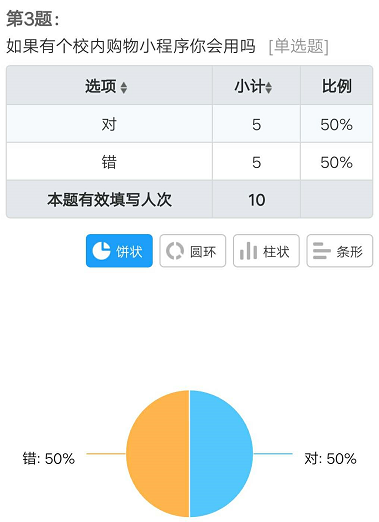 第3题:
如果有个校内购物小程序你会用吗 [单选题]
选项 小计 比例
对 5 50%
错 5 50%
本题有效填写人次 10
饼状 圆环 柱状 条形
错: 50% 对: 50%